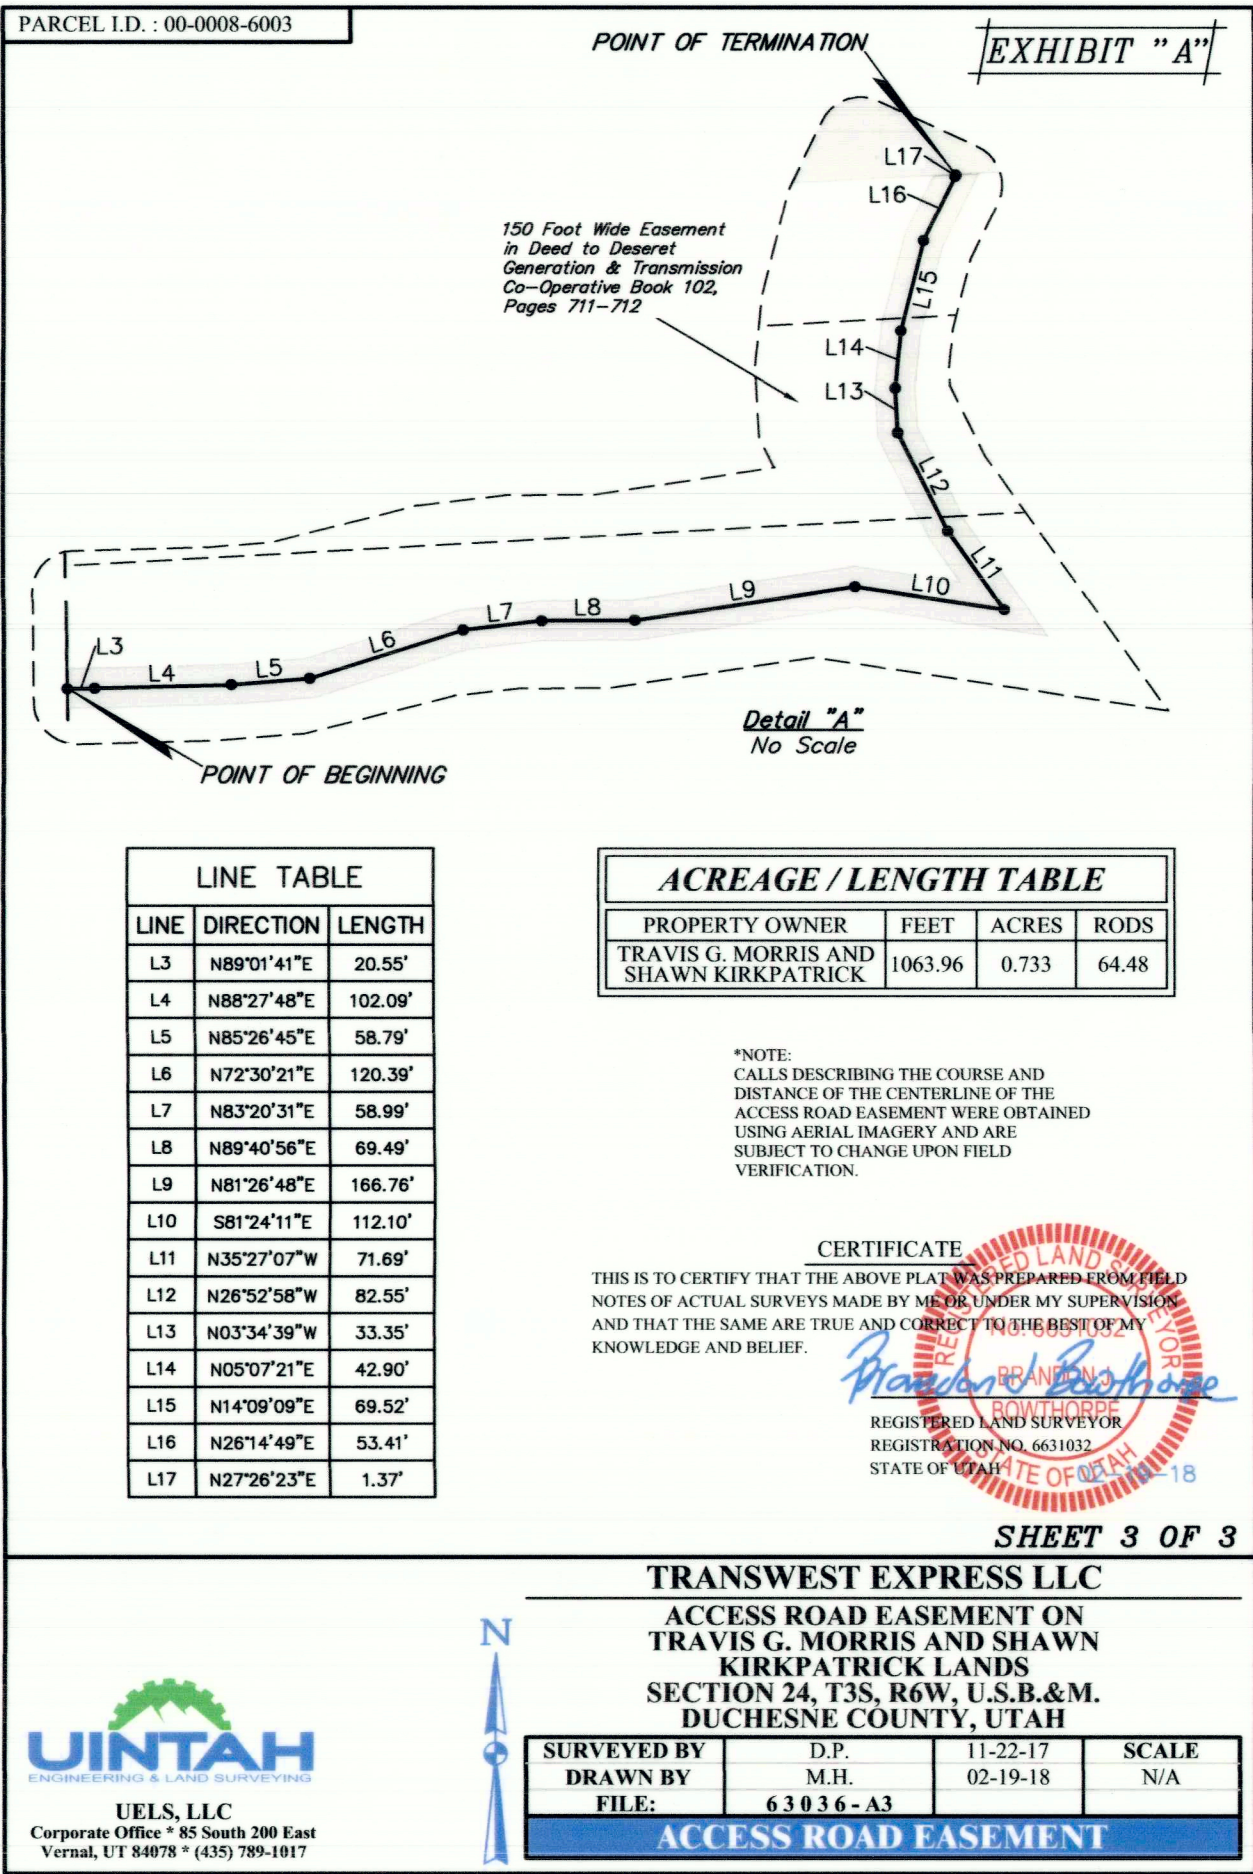 PARCEL I.D. : 00-0008-6003
EXHIBIT "A"
POINT OF TERMINATION
L17
L16
L15
L14
L13
L12
L11
150 Foot Wide Easement
in Deed to Deseret
Generation & Transmission
Co-Operative Book 102,
Pages 711-712
L3
L4
L5
L6
L7
L8
L9
L10
Detail "A"
No Scale
POINT OF BEGINNING
LINE TABLE
LINE DIRECTION LENGTH
L3 N89°01'41"E 20.55'
L4 N88°27'48"E 102.09'
L5 N85°26'45"E 58.79'
L6 N72°30'21"E 120.39'
L7 N83°20'31"E 58.99'
L8 N89°40'56"E 69.49'
L9 N81°26'48"E 166.76'
L10 S81°24'11"E 112.10'
L11 N35°27'07"W 71.69'
L12 N26°52'58"W 82.55'
L13 N03°34'39"W 33.35'
L14 N05°07'21"E 42.90'
L15 N14°09'09"E 69.52'
L16 N26°14'49"E 53.41'
L17 N27°26'23"E 1.37'
ACREAGE / LENGTH TABLE
PROPERTY OWNER FEET ACRES RODS
TRAVIS G. MORRIS AND
SHAWN KIRKPATRICK 1063.96 0.733 64.48
*NOTE:
CALLS DESCRIBING THE COURSE AND
DISTANCE OF THE CENTERLINE OF THE
ACCESS ROAD EASEMENT WERE OBTAINED
USING AERIAL IMAGERY AND ARE
SUBJECT TO CHANGE UPON FIELD
VERIFICATION.
CERTIFICATE
THIS IS TO CERTIFY THAT THE ABOVE PLAT WAS PREPARED FROM FIELD
NOTES OF ACTUAL SURVEYS MADE BY ME OR UNDER MY SUPERVISION
AND THAT THE SAME ARE TRUE AND CORRECT TO THE BEST OF MY
KNOWLEDGE AND BELIEF.
REGISTERED LAND SURVEYOR
No. 6631032
BRANDON J.
BOWTHORPE
STATE OF UTAH
Brandon J Bowthorpe
REGISTERED LAND SURVEYOR
REGISTRATION NO. 6631032
STATE OF UTAH
02-19-18
SHEET 3 OF 3
TRANSWEST EXPRESS LLC
ACCESS ROAD EASEMENT ON
TRAVIS G. MORRIS AND SHAWN
KIRKPATRICK LANDS
SECTION 24, T3S, R6W, U.S.B.&M.
DUCHESNE COUNTY, UTAH
SURVEYED BY D.P. 11-22-17 SCALE
DRAWN BY M.H. 02-19-18 N/A
FILE: 63036-A3
ACCESS ROAD EASEMENT
N
UINTAH
ENGINEERING & LAND SURVEYING
UELS, LLC
Corporate Office * 85 South 200 East
Vernal, UT 84078 * (435) 789-1017